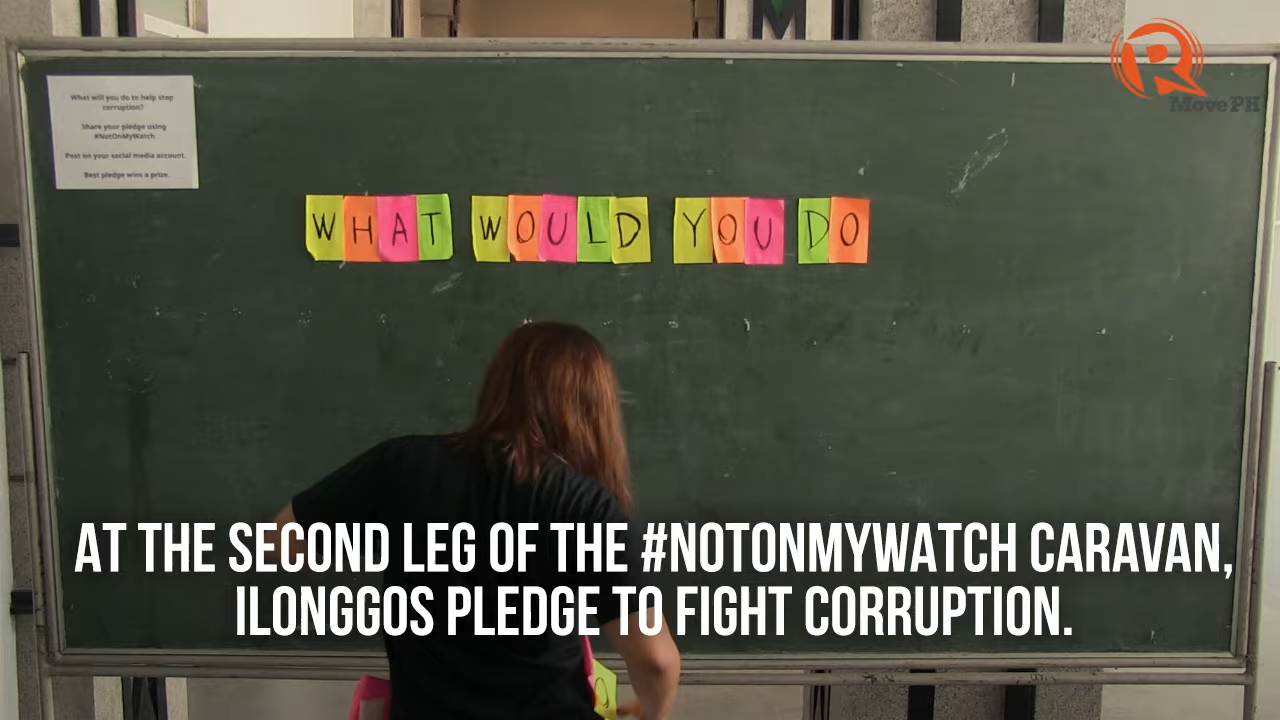 R
MovePH
What will you do to help stop
corruption?
Share your pledge using
#NotOnMyWatch
Post on your social media account.
Best pledge wins a prize.
WHAT WOULD YOU DO
AT THE SECOND LEG OF THE #NOTONMYWATCH CARAVAN,
ILONGGOS PLEDGE TO FIGHT CORRUPTION.